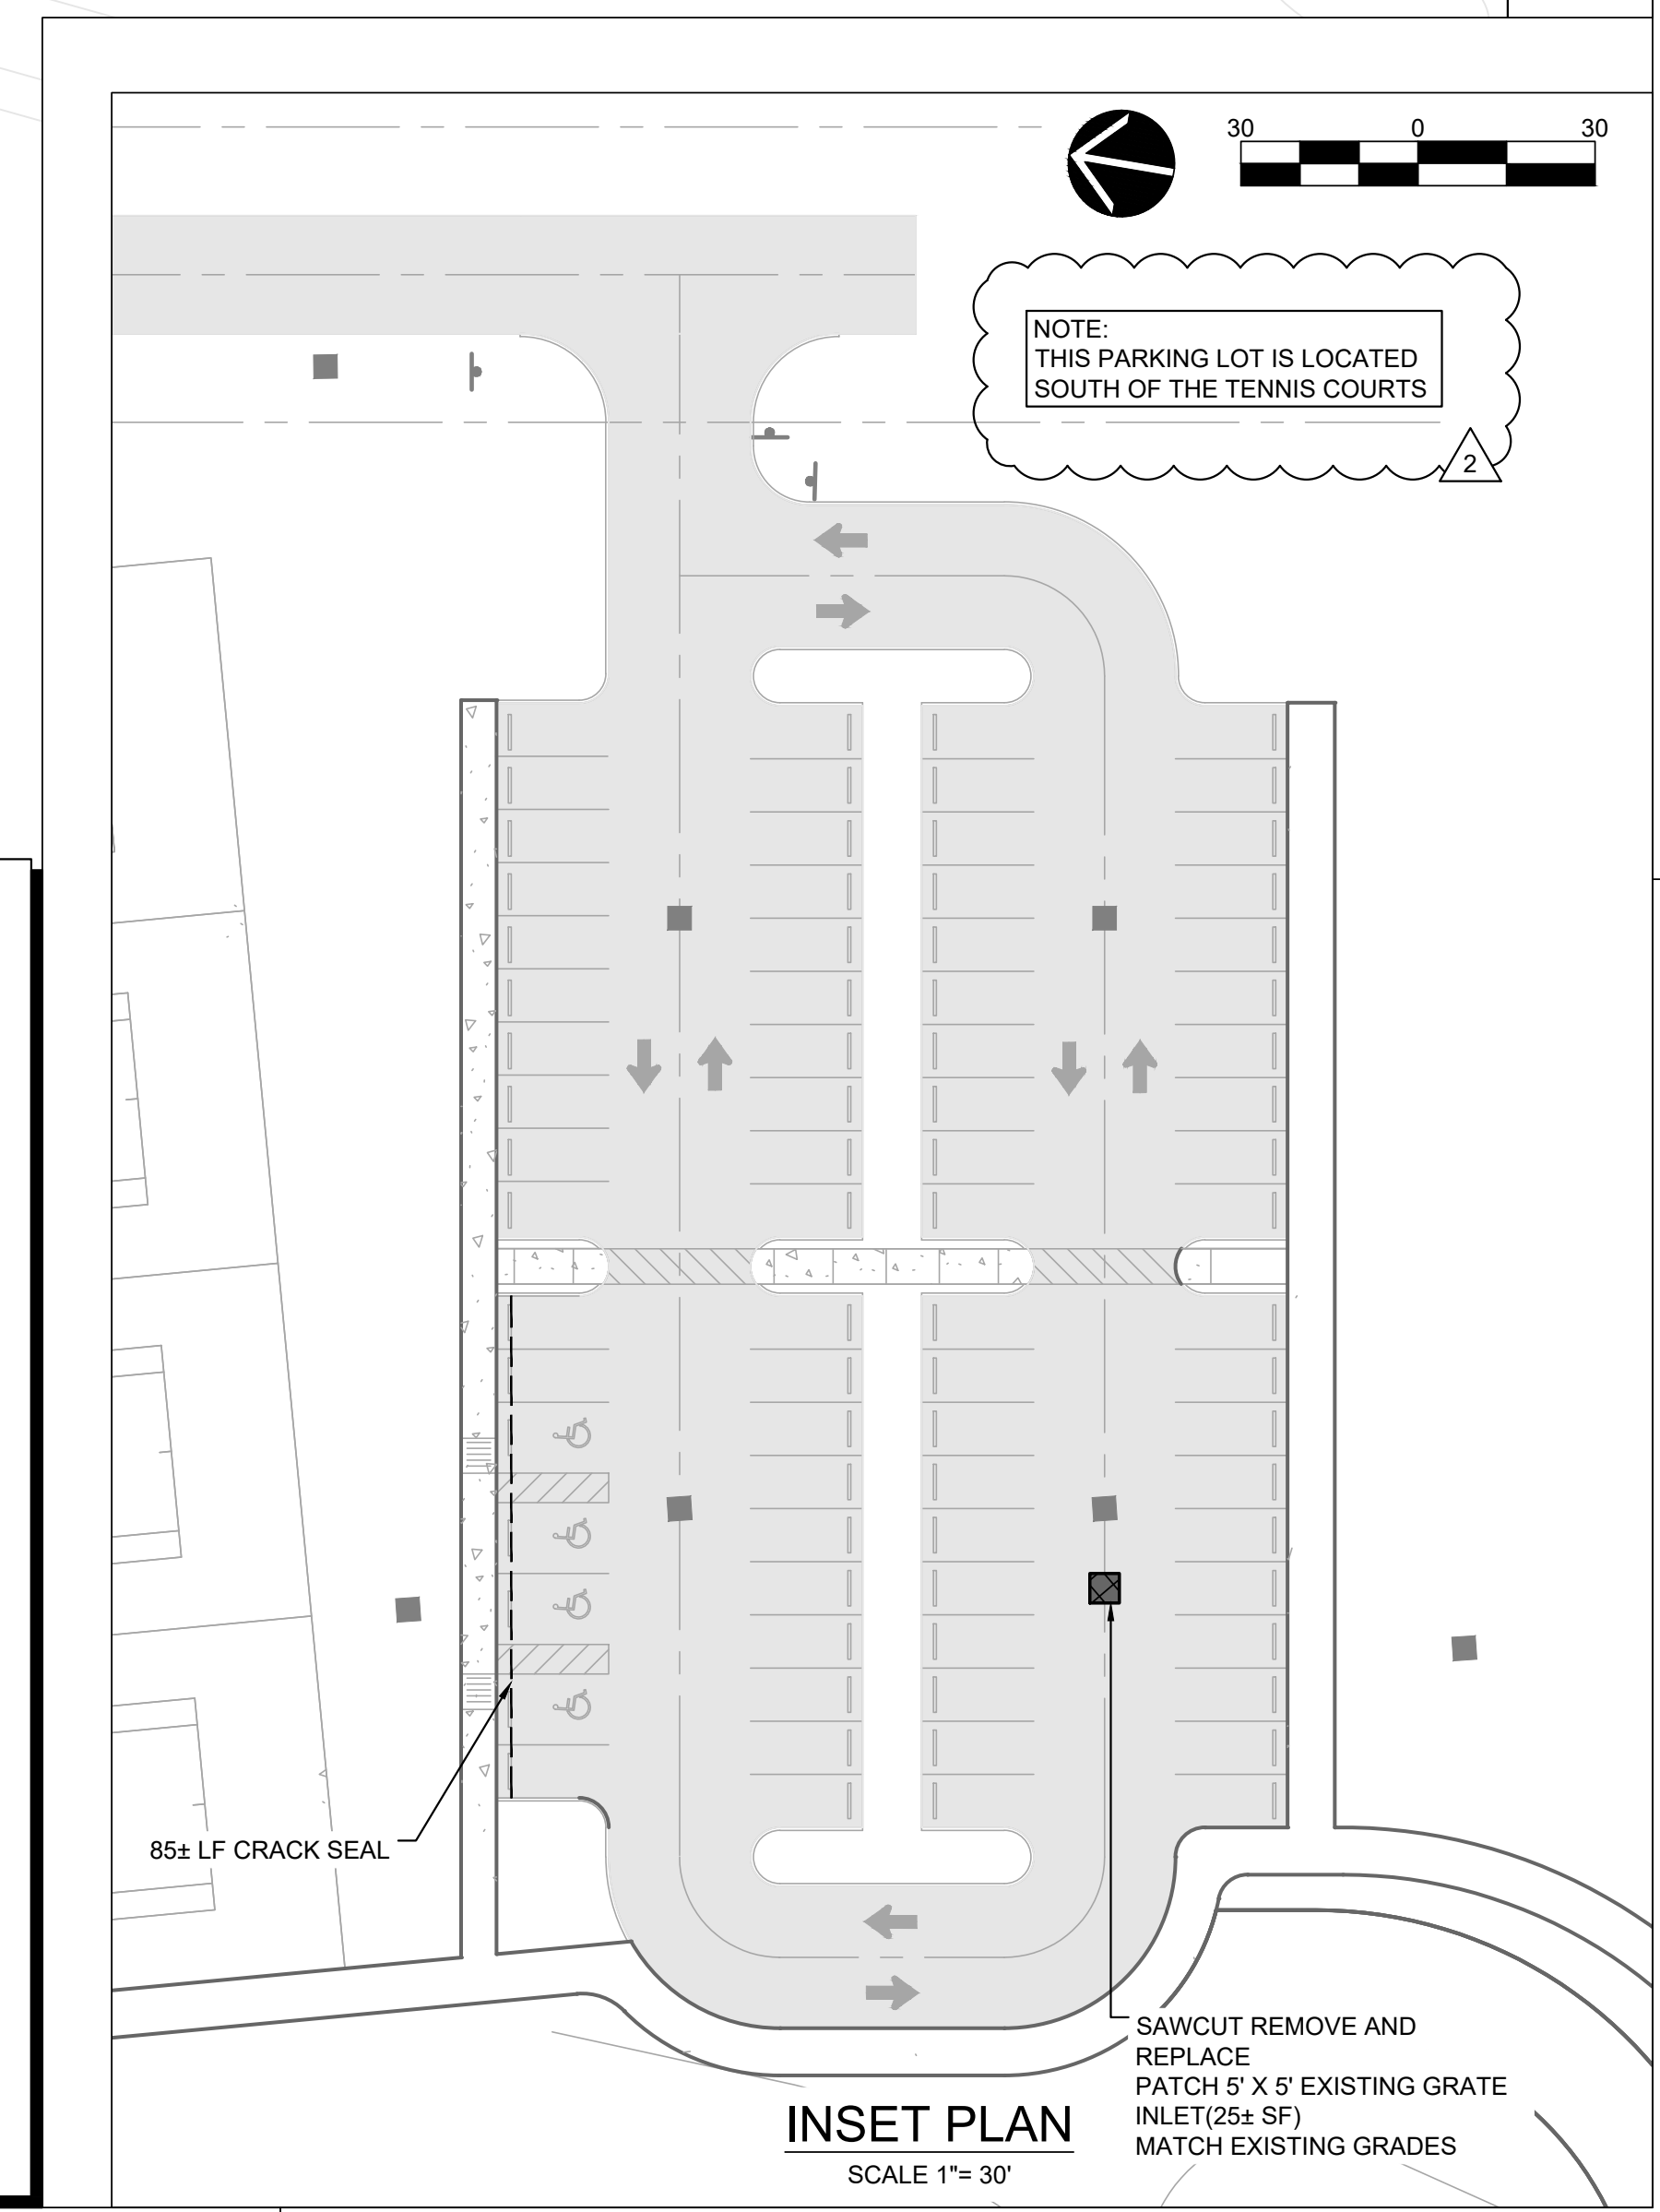 30 0 30
NOTE:
THIS PARKING LOT IS LOCATED
SOUTH OF THE TENNIS COURTS
2
85± LF CRACK SEAL
SAWCUT REMOVE AND
REPLACE
PATCH 5' X 5' EXISTING GRATE
INLET(25± SF)
MATCH EXISTING GRADES
INSET PLAN
SCALE 1"= 30'